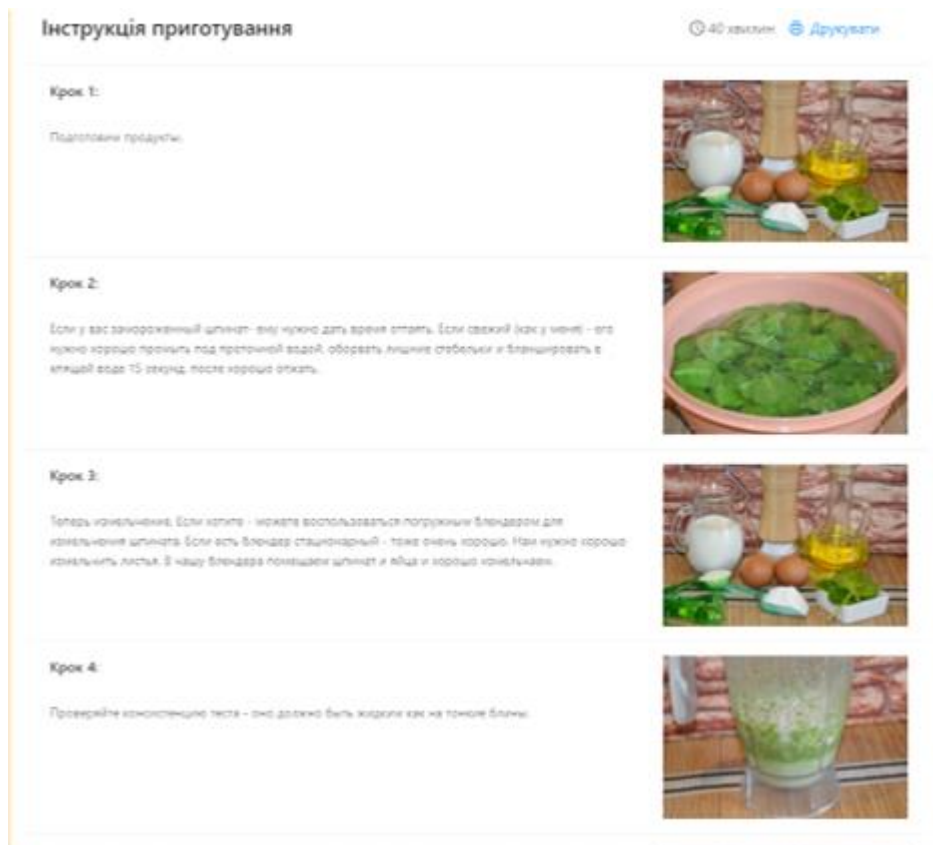 Інструкція приготування
40 хвилин Друкувати
Крок 1:
Подготовим продукты.
Крок 2:
Если у вас замороженный шпинат- ему нужно дать время оттаять. Если свежий (как у меня) - его
нужно хорошо промыть под проточной водой, оборвать лишние стебельки и бланшировать в
кпящей воде 15 секунд, после хорошо отжать.
Крок 3:
Теперь измельчение. Если хотите - можете воспользоваться погружным блендером для
измельчения шпината. Если есть блендер стационарный - тоже очень хорошо. Нам нужно хорошо
измельчить листья. В чашу блендера помещаем шпинат и яйца и хорошо измельчаем.
Крок 4:
Проверяйте консистенцию теста - оно должно быть жидким как на тонкие блины.